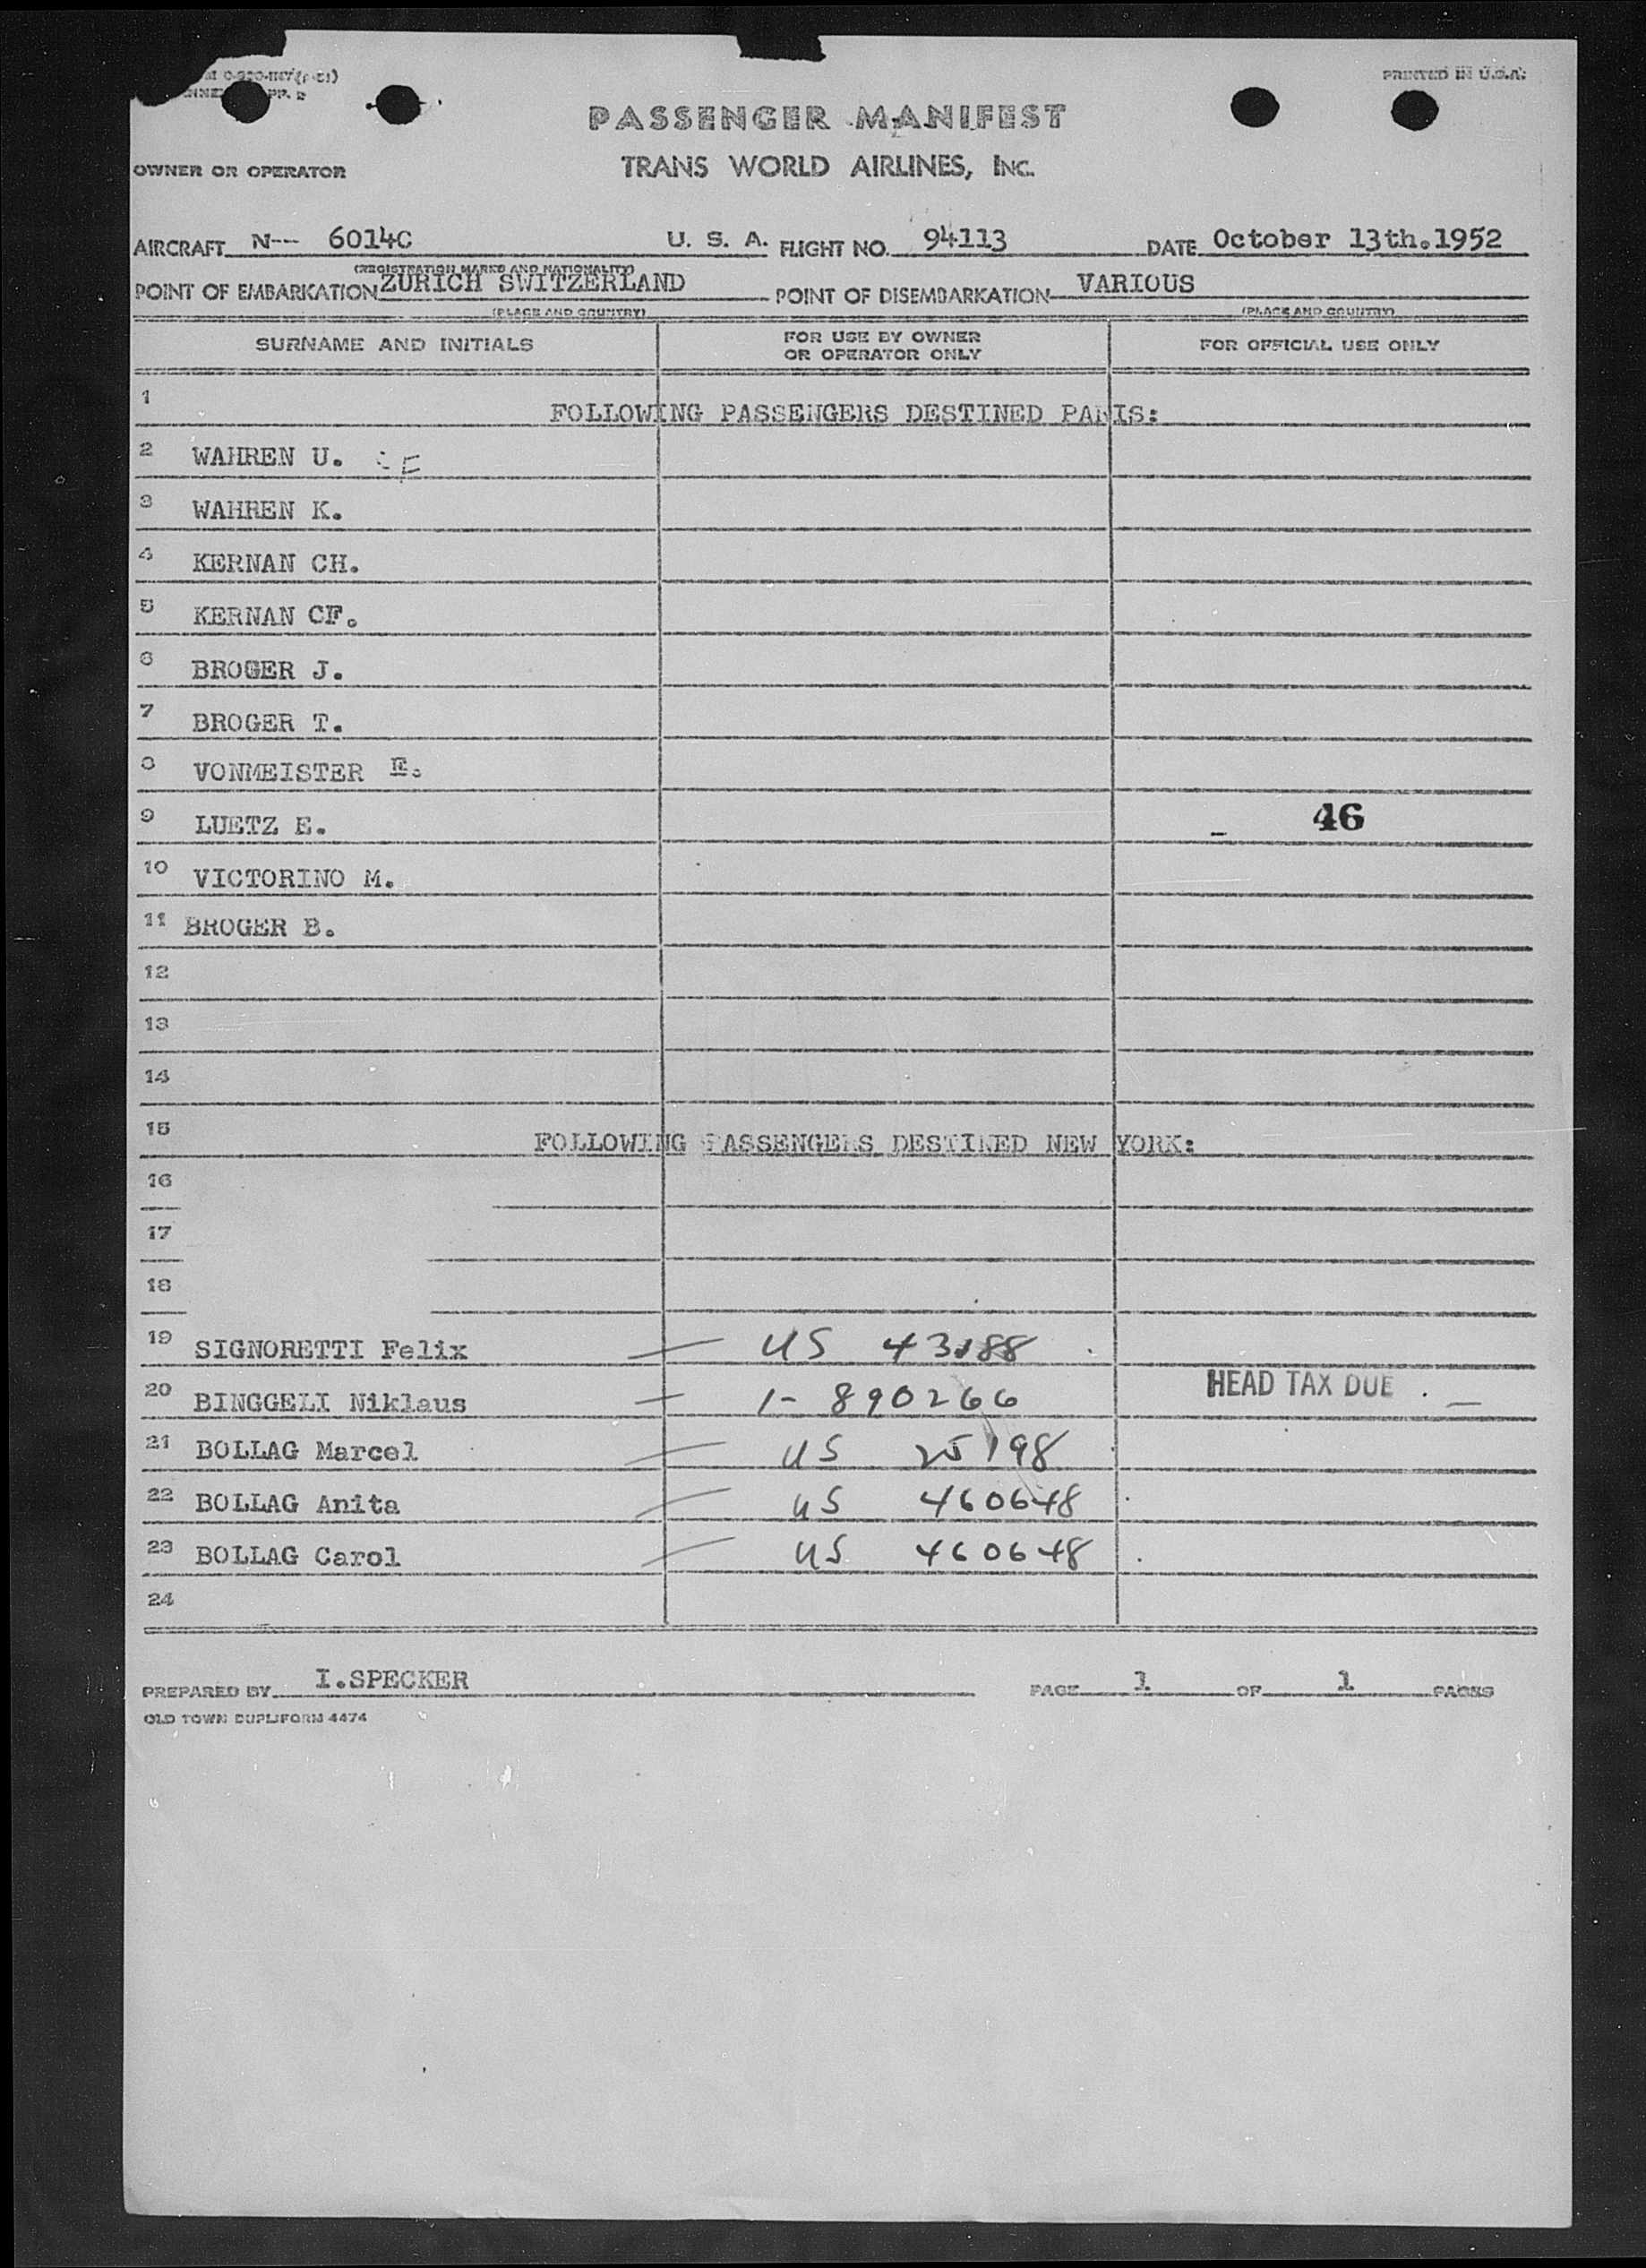 PRINTED IN U.S.A.
PASSENGER MANIFEST
OWNER OR OPERATOR
TRANS WORLD AIRLINES, INC.
AIRCRAFT N-- 6014C U. S. A. FLIGHT NO. 94113 DATE October 13th.1952
(REGISTRATION MARKS AND NATIONALITY)
POINT OF EMBARKATION ZURICH SWITZERLAND POINT OF DISEMBARKATION VARIOUS
(PLACE AND COUNTRY) (PLACE AND COUNTRY)
SURNAME AND INITIALS FOR USE BY OWNER OR OPERATOR ONLY FOR OFFICIAL USE ONLY
1 FOLLOWING PASSENGERS DESTINED PARIS:
2 WAHREN U.
3 WAHREN K.
4 KERNAN CH.
5 KERNAN CF.
6 BROGER J.
7 BROGER T.
8 VONMEISTER
9 LUETZ E. 46
10 VICTORINO M.
11 BROGER B.
12
13
14
15 FOLLOWING PASSENGERS DESTINED NEW YORK:
16
17
18
19 SIGNORETTI Felix — US 43188
20 BINGGELI Niklaus — 1- 890266 HEAD TAX DUE
21 BOLLAG Marcel — US 25198
22 BOLLAG Anita — US 460648
23 BOLLAG Carol — US 460648
24
PREPARED BY I.SPECKER PAGE 1 OF 1 PAGES
OLD TOWN DUPLIFORM 4474